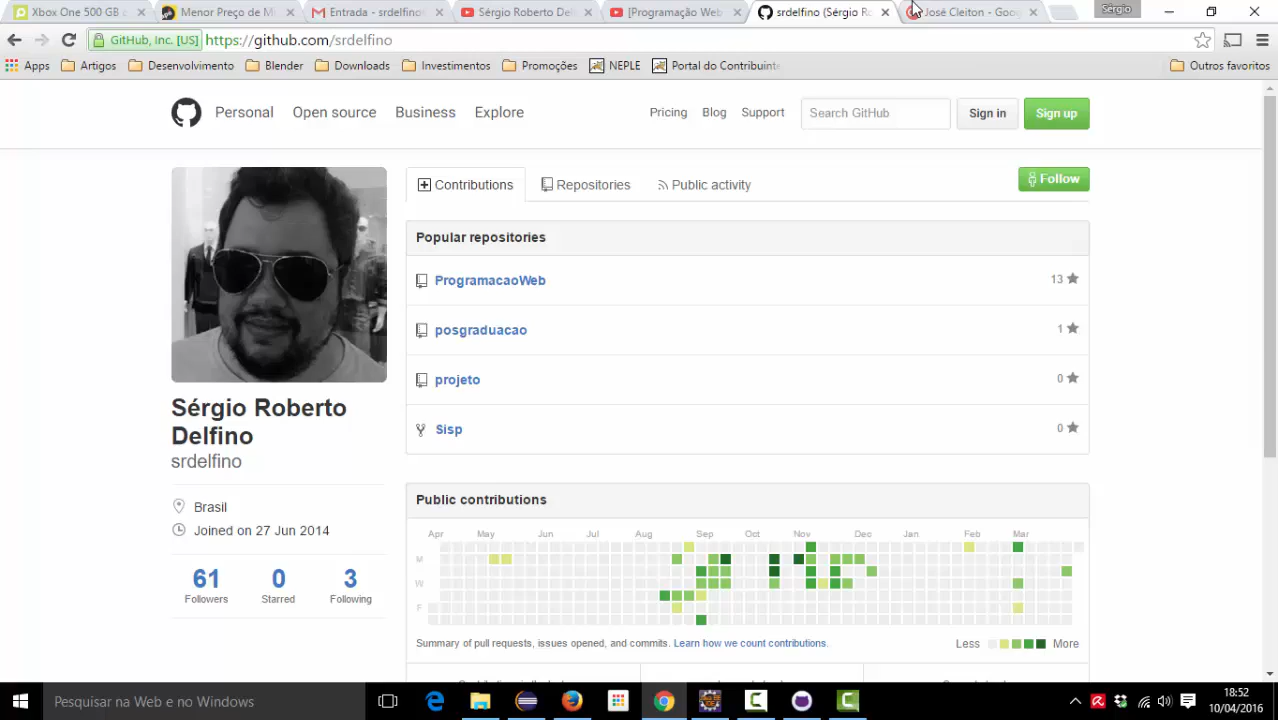 Xbox One 500 GB c
Menor Preço de Mi
Entrada - srdelfino
Sérgio Roberto Del
[Programação Web
srdelfino (Sérgio Ro
José Cleiton - Goog
Sérgio
GitHub, Inc. [US] https://github.com/srdelfino
Apps Artigos Desenvolvimento Blender Downloads Investimentos Promoções NEPLE Portal do Contribuinte Outros favoritos
Personal Open source Business Explore Pricing Blog Support Search GitHub Sign in Sign up
Contributions Repositories Public activity Follow
Popular repositories
ProgramacaoWeb 13
posgraduacao 1
projeto 0
Sisp 0
Sérgio Roberto
Delfino
srdelfino
Brasil
Joined on 27 Jun 2014
61 0 3
Followers Starred Following
Public contributions
Apr May Jun Jul Aug Sep Oct Nov Dec Jan Feb Mar
M
W
F
Summary of pull requests, issues opened, and commits. Learn how we count contributions. Less More
Pesquisar na Web e no Windows
18:52
10/04/2016